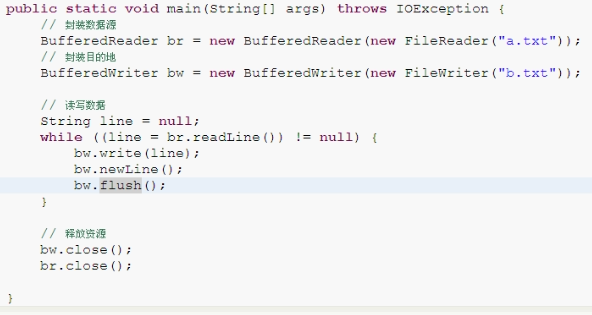 public static void main(String[] args) throws IOException {
    // 封装数据源
    BufferedReader br = new BufferedReader(new FileReader("a.txt"));
    // 封装目的地
    BufferedWriter bw = new BufferedWriter(new FileWriter("b.txt"));

    // 读写数据
    String line = null;
    while ((line = br.readLine()) != null) {
        bw.write(line);
        bw.newLine();
        bw.flush();
    }

    // 释放资源
    bw.close();
    br.close();

}